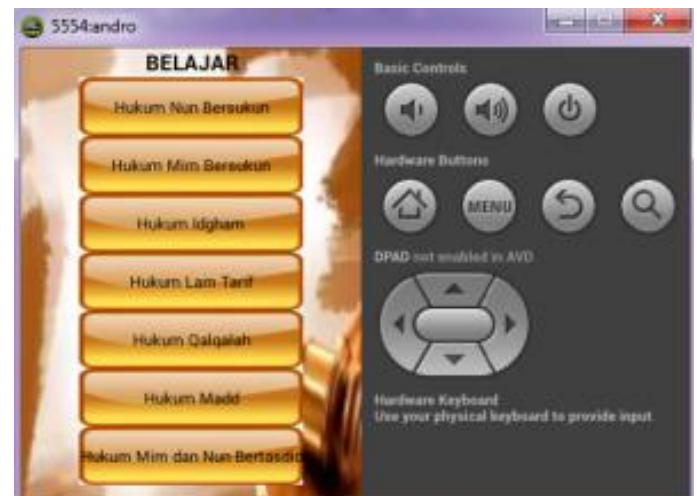 5554:andro
BELAJAR
Hukum Nun Bersukun
Hukum Mim Bersukun
Hukum Idgham
Hukum Lam Tarif
Hukum Qalqalah
Hukum Madd
Hukum Mim dan Nun Bertasdid
Basic Controls
Hardware Buttons
MENU
DPAD not enabled in AVD
Hardware Keyboard
Use your physical keyboard to provide input